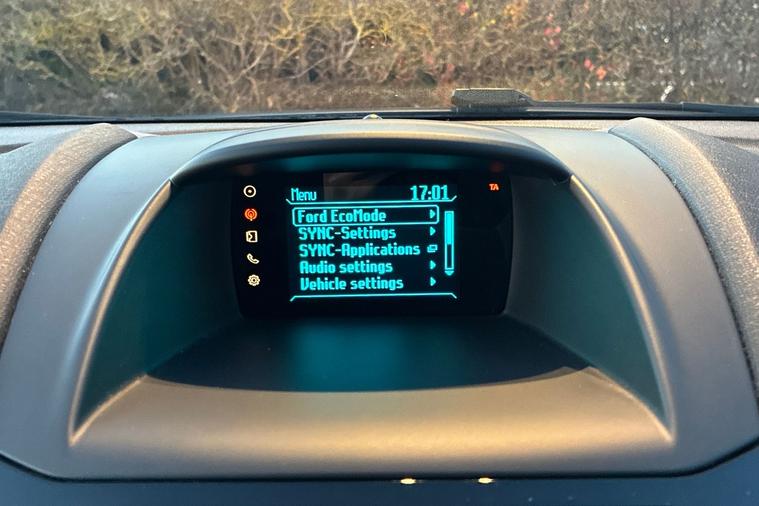 Menu 17:01 TA
Ford EcoMode
SYNC-Settings
SYNC-Applications
Audio settings
Vehicle settings